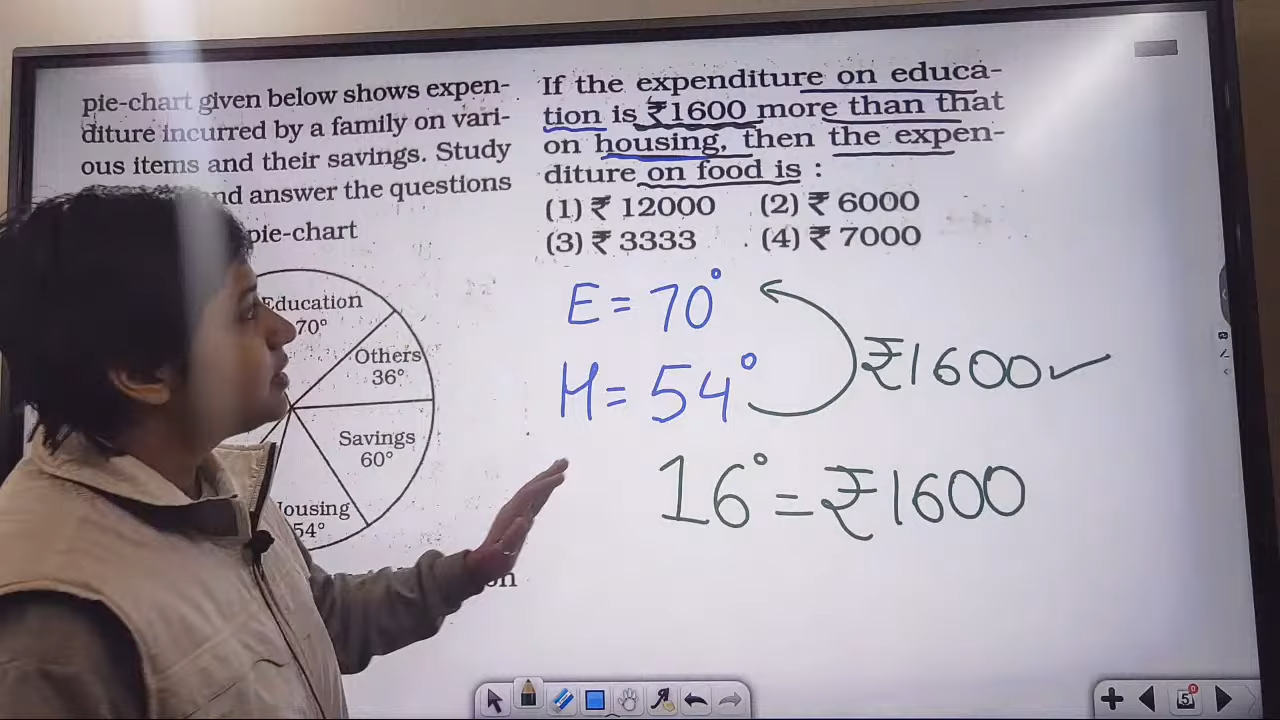 pie-chart given below shows expen-
diture incurred by a family on vari-
ous items and their savings. Study
and answer the questions
pie-chart
Education
70°
Others
36°
Savings
60°
Housing
54°
If the expenditure on educa-
tion is ₹1600 more than that
on housing, then the expen-
diture on food is :
(1) ₹ 12000 (2) ₹ 6000
(3) ₹ 3333 (4) ₹ 7000
E = 70°
H = 54°
₹1600
16° = ₹1600
5
0